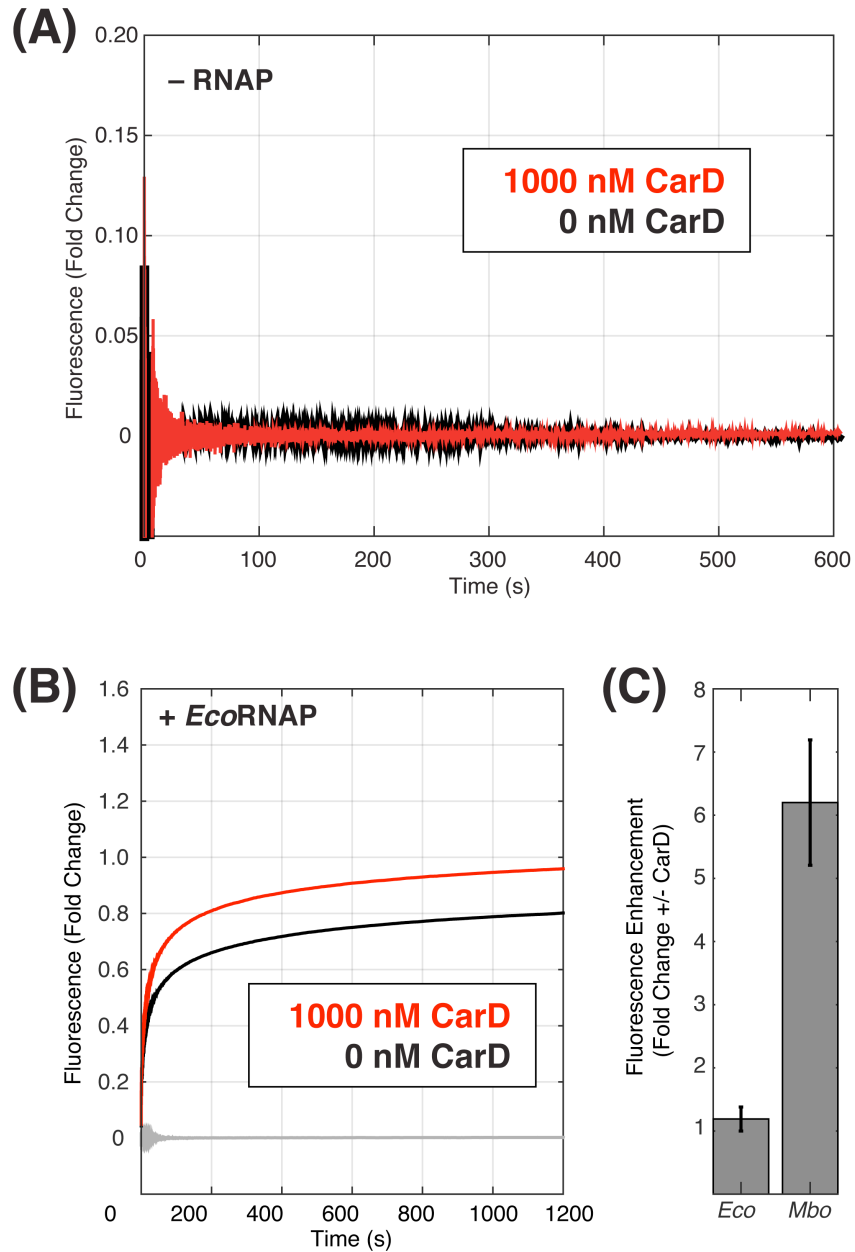 (A)
0.20
0.15
0.10
0.05
0
Fluorescence (Fold Change)
– RNAP
1000 nM CarD
0 nM CarD
0 100 200 300 400 500 600
Time (s)
(B)
1.6
1.4
1.2
1.0
0.8
0.6
0.4
0.2
0
Fluorescence (Fold Change)
+ EcoRNAP
1000 nM CarD
0 nM CarD
0 200 400 600 800 1000 1200
Time (s)
(C)
8
7
6
5
4
3
2
1
Fluorescence Enhancement
(Fold Change +/- CarD)
Eco Mbo